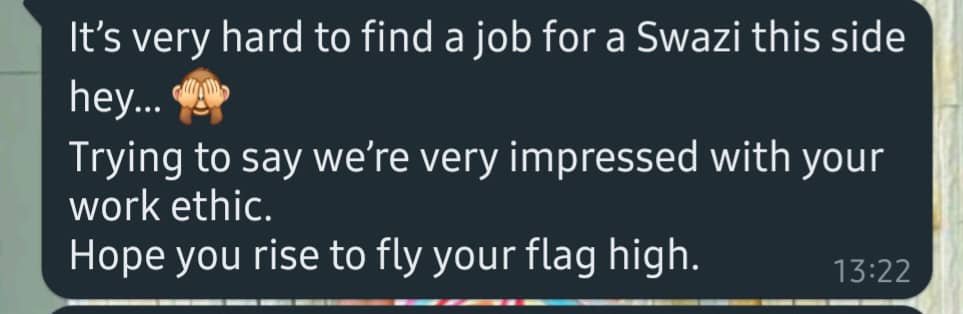 It's very hard to find a job for a Swazi this side
hey... 🙈
Trying to say we're very impressed with your
work ethic.
Hope you rise to fly your flag high.
13:22